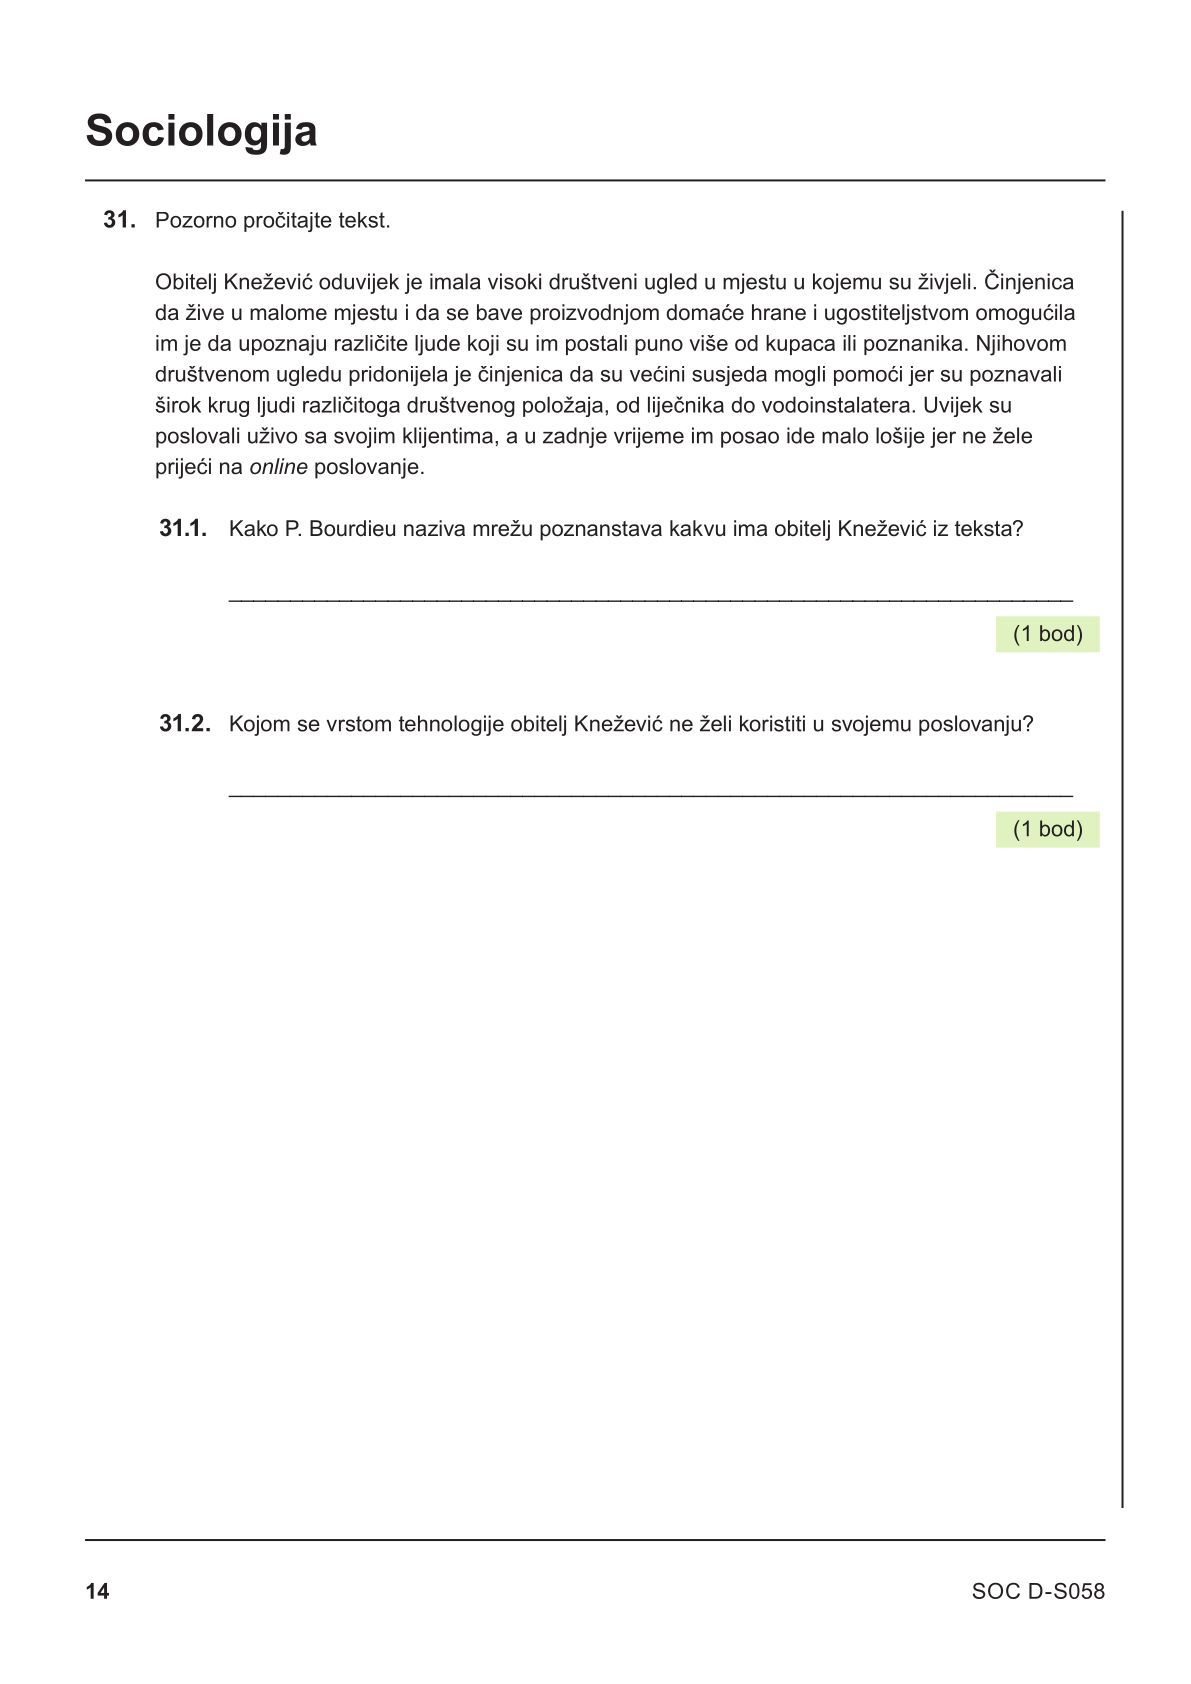 Sociologija
31. Pozorno pročitajte tekst.
Obitelj Knežević oduvijek je imala visoki društveni ugled u mjestu u kojemu su živjeli. Činjenica
da žive u malome mjestu i da se bave proizvodnjom domaće hrane i ugostiteljstvom omogućila
im je da upoznaju različite ljude koji su im postali puno više od kupaca ili poznanika. Njihovom
društvenom ugledu pridonijela je činjenica da su većini susjeda mogli pomoći jer su poznavali
širok krug ljudi različitoga društvenog položaja, od liječnika do vodoinstalatera. Uvijek su
poslovali uživo sa svojim klijentima, a u zadnje vrijeme im posao ide malo lošije jer ne žele
prijeći na online poslovanje.
31.1. Kako P. Bourdieu naziva mrežu poznanstava kakvu ima obitelj Knežević iz teksta?
(1 bod)
31.2. Kojom se vrstom tehnologije obitelj Knežević ne želi koristiti u svojemu poslovanju?
(1 bod)
14 SOC D-S058